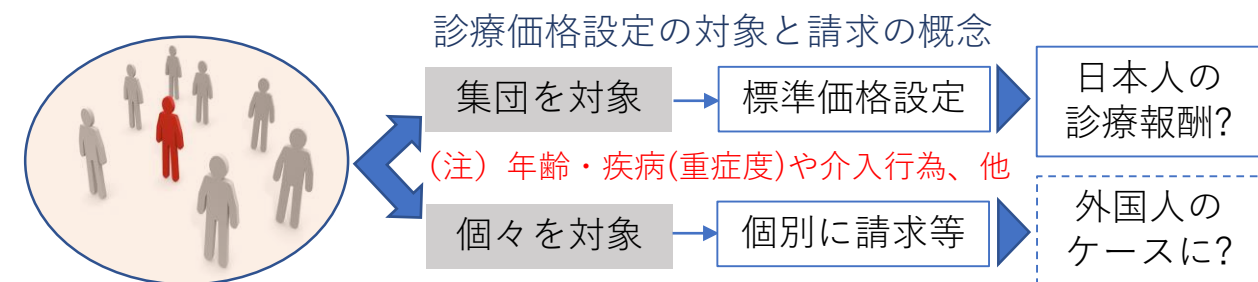 診療価格設定の対象と請求の概念
集団を対象
標準価格設定
日本人の
診療報酬?
(注）年齢・疾病(重症度)や介入行為、他
個々を対象
個別に請求等
外国人の
ケースに?